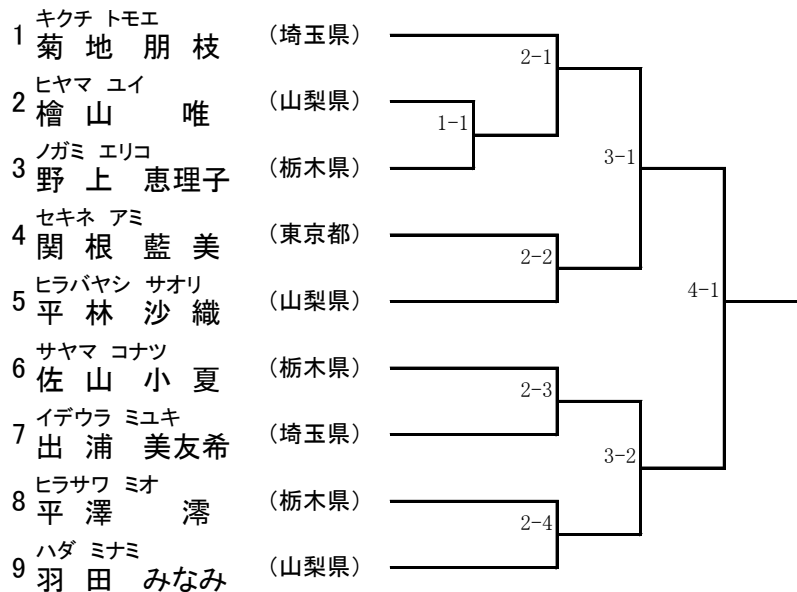 キクチ トモエ
1 菊 地 朋 枝 （埼玉県）
2-1
ヒヤマ ユイ
2 檜 山 唯 （山梨県）
1-1
ノガミ エリコ
3 野 上 恵理子 （栃木県）
3-1
セキネ アミ
4 関 根 藍 美 （東京都）
2-2
ヒラバヤシ サオリ
5 平 林 沙 織 （山梨県）
4-1
サヤマ コナツ
6 佐 山 小 夏 （栃木県）
2-3
イデウラ ミユキ
7 出 浦 美友希 （埼玉県）
3-2
ヒラサワ ミオ
8 平 澤 澪 （栃木県）
2-4
ハダ ミナミ
9 羽 田 みなみ （山梨県）